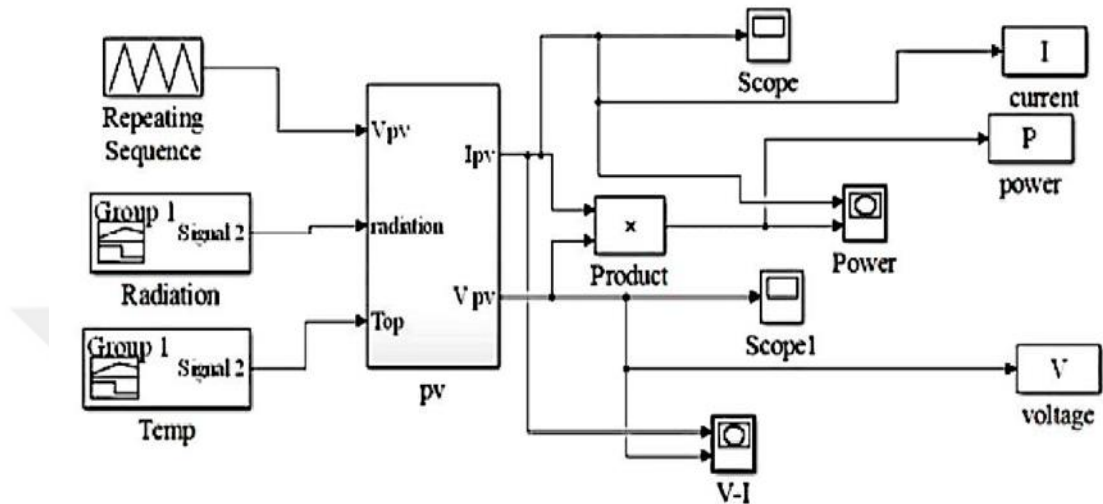 Repeating
Sequence
Group 1
Signal 2
Radiation
Group 1
Signal 2
Temp
Vpv
radiation
Top
Ipv
V pv
pv
×
Product
Scope
I
current
P
power
Power
Scope1
V
voltage
V-I